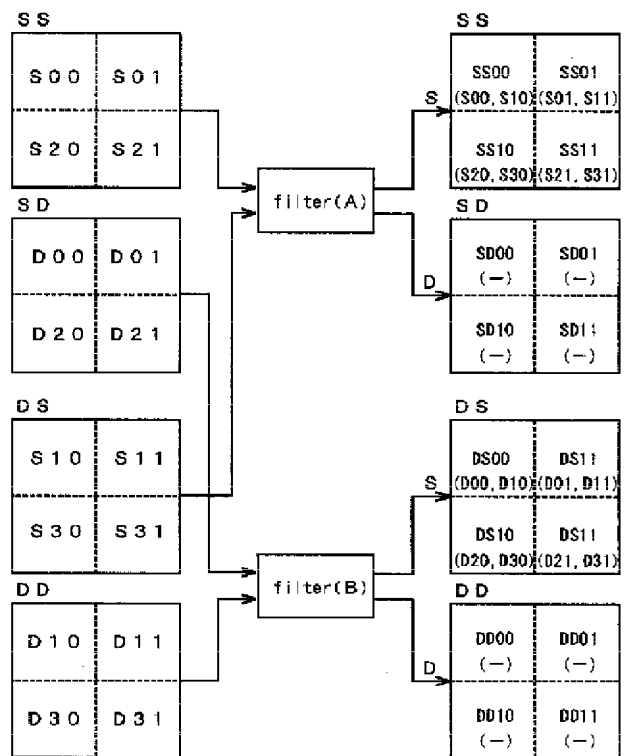 SS
S00 S01
S20 S21
SD
D00 D01
D20 D21
DS
S10 S11
S30 S31
DD
D10 D11
D30 D31
filter(A)
filter(B)
S
D
S
D
SS
SS00 SS01
(S00, S10) (S01, S11)
SS10 SS11
(S20, S30) (S21, S31)
SD
SD00 SD01
(—) (—)
SD10 SD11
(—) (—)
DS
DS00 DS11
(D00, D10) (D01, D11)
DS10 DS11
(D20, D30) (D21, D31)
DD
DD00 DD01
(—) (—)
DD10 DD11
(—) (—)